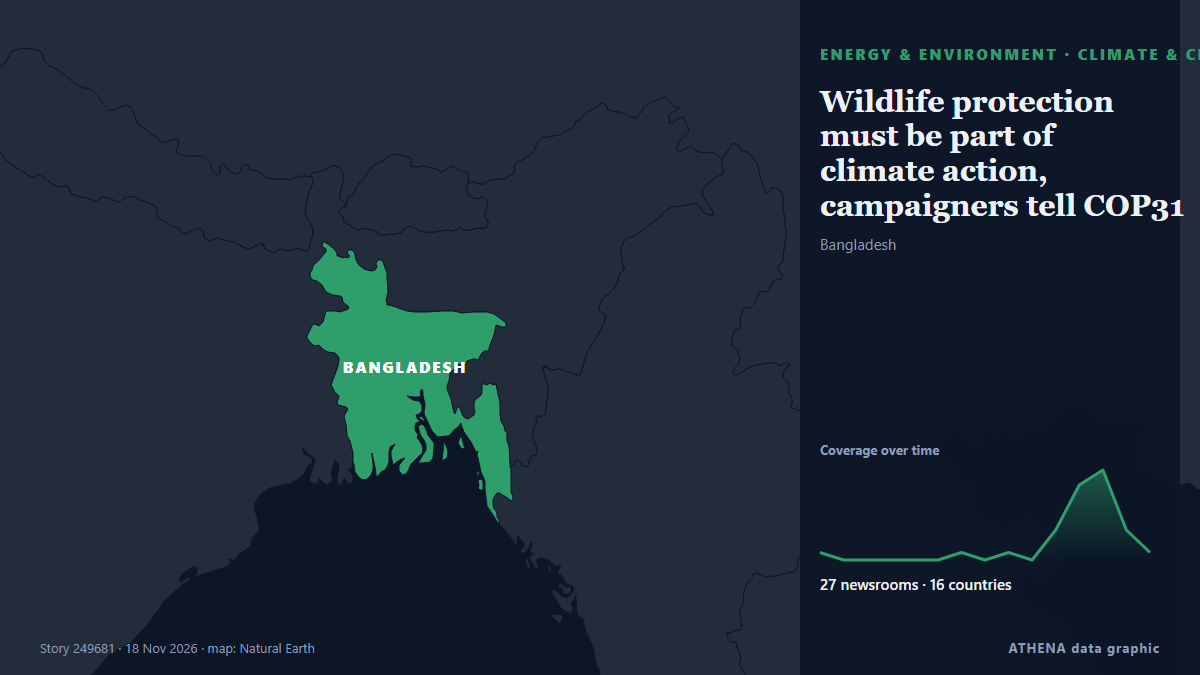 ENERGY & ENVIRONMENT · CLIMATE &
Wildlife protection
must be part of
climate action,
campaigners tell COP31
Bangladesh
BANGLADESH
Coverage over time
27 newsrooms · 16 countries
Story 249681 · 18 Nov 2026 · map: Natural Earth
ATHENA data graphic